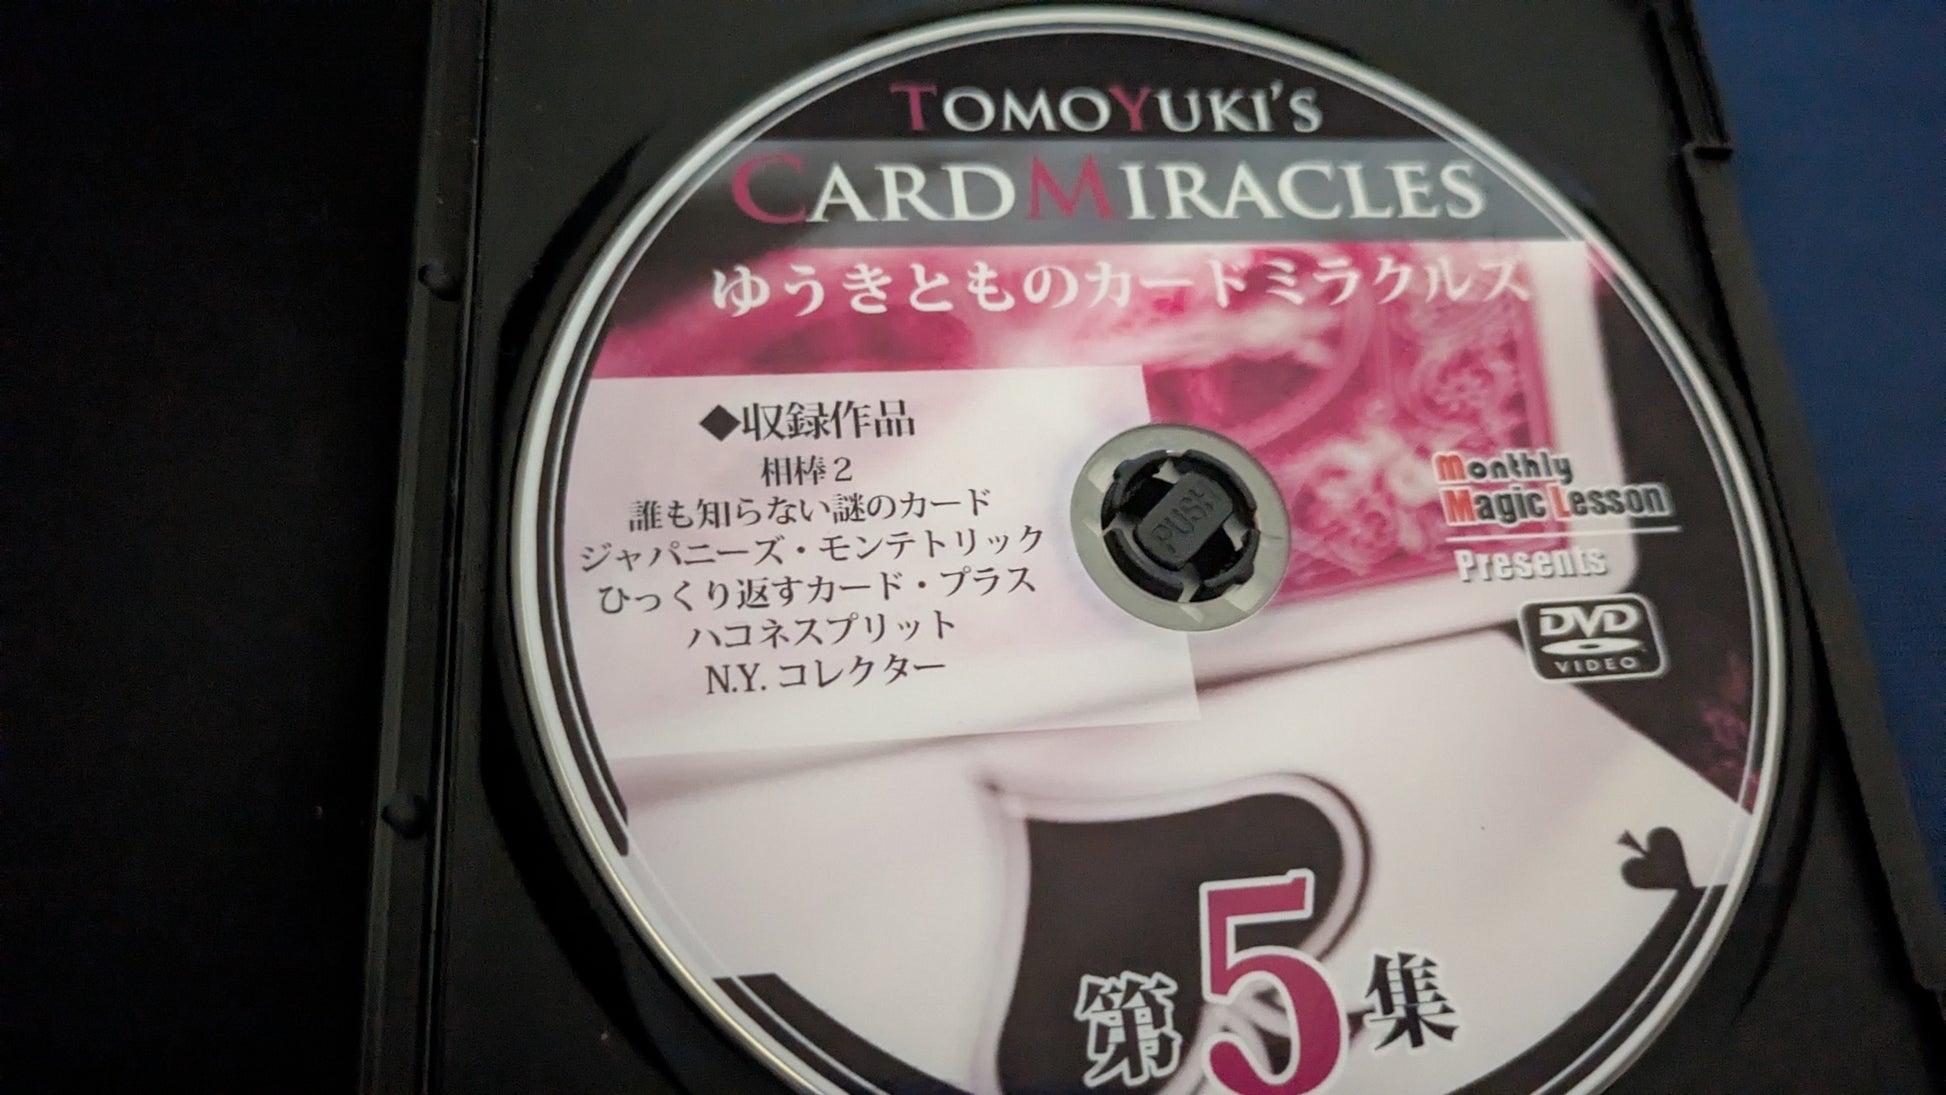 TOMOYUKI'S
CARD MIRACLES
ゆうきとものカードミラクルズ
◆収録作品
相棒２
誰も知らない謎のカード
ジャパニーズ・モンテトリック
ひっくり返すカード・プラス
ハコネスプリット
N.Y. コレクター
PUSH
Monthly
Magic Lesson
Presents
DVD
VIDEO
第5集